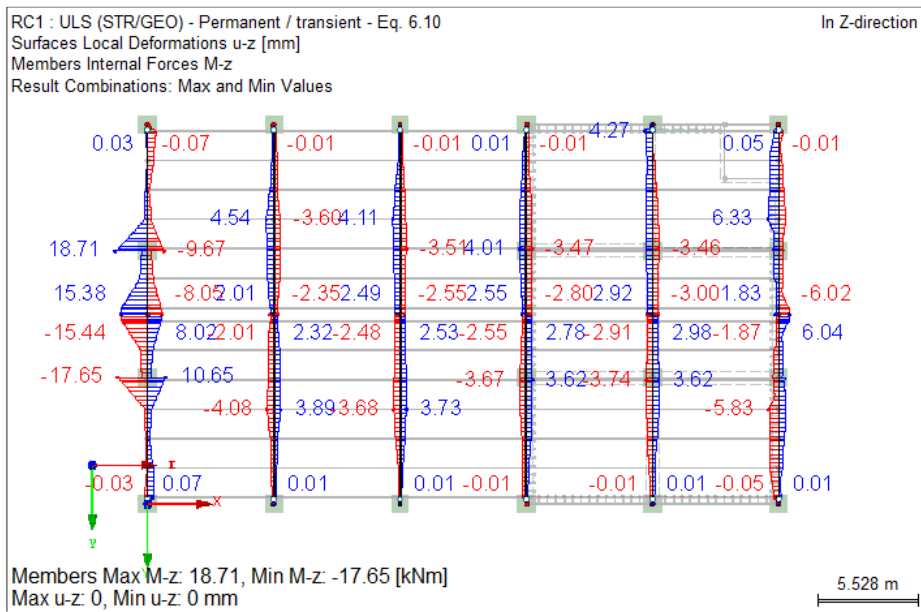 RC1 : ULS (STR/GEO) - Permanent / transient - Eq. 6.10 In Z-direction
Surfaces Local Deformations u-z [mm]
Members Internal Forces M-z
Result Combinations: Max and Min Values
4.27
0.03 -0.07 -0.01 -0.01 0.01 -0.01 0.05 -0.01
4.54 -3.60 4.11 6.33
18.71 -9.67 -3.51 4.01 -3.47 -3.46
15.38 -8.05 2.01 -2.35 2.49 -2.55 2.55 -2.80 2.92 -3.00 1.83 -6.02
-15.44 8.02 -2.01 2.32 -2.48 2.53 -2.55 2.78 -2.91 2.98 -1.87 6.04
-17.65 10.65 -3.67 3.62 -3.74 3.62
-4.08 3.89 -3.68 3.73 -5.83
-0.03 0.07 0.01 0.01 -0.01 -0.01 0.01 -0.05 0.01
X
y
Members Max M-z: 18.71, Min M-z: -17.65 [kNm]
Max u-z: 0, Min u-z: 0 mm 5.528 m